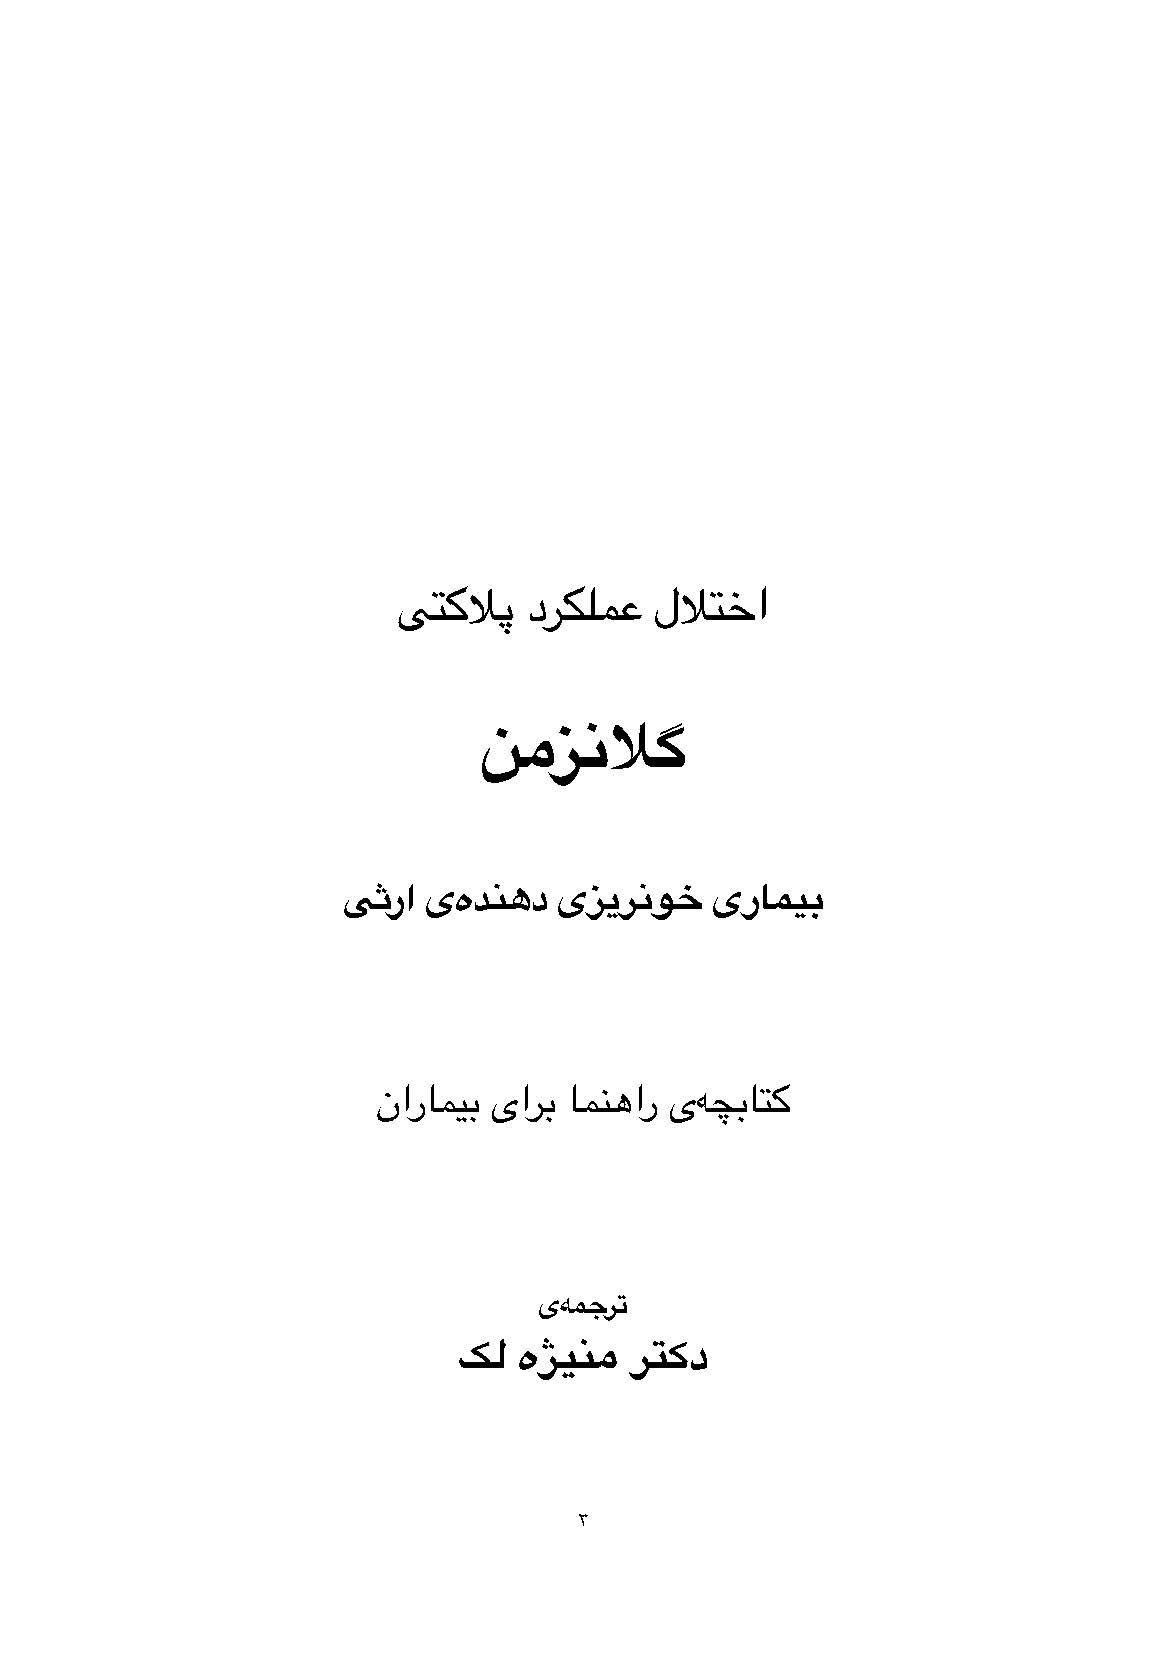 اختلال عملکرد پلاکتی
گلانزمن
بیماری خونریزی دهنده‌ی ارثی
کتابچه‌ی راهنما برای بیماران
ترجمه‌ی
دکتر منیژه لک
۳